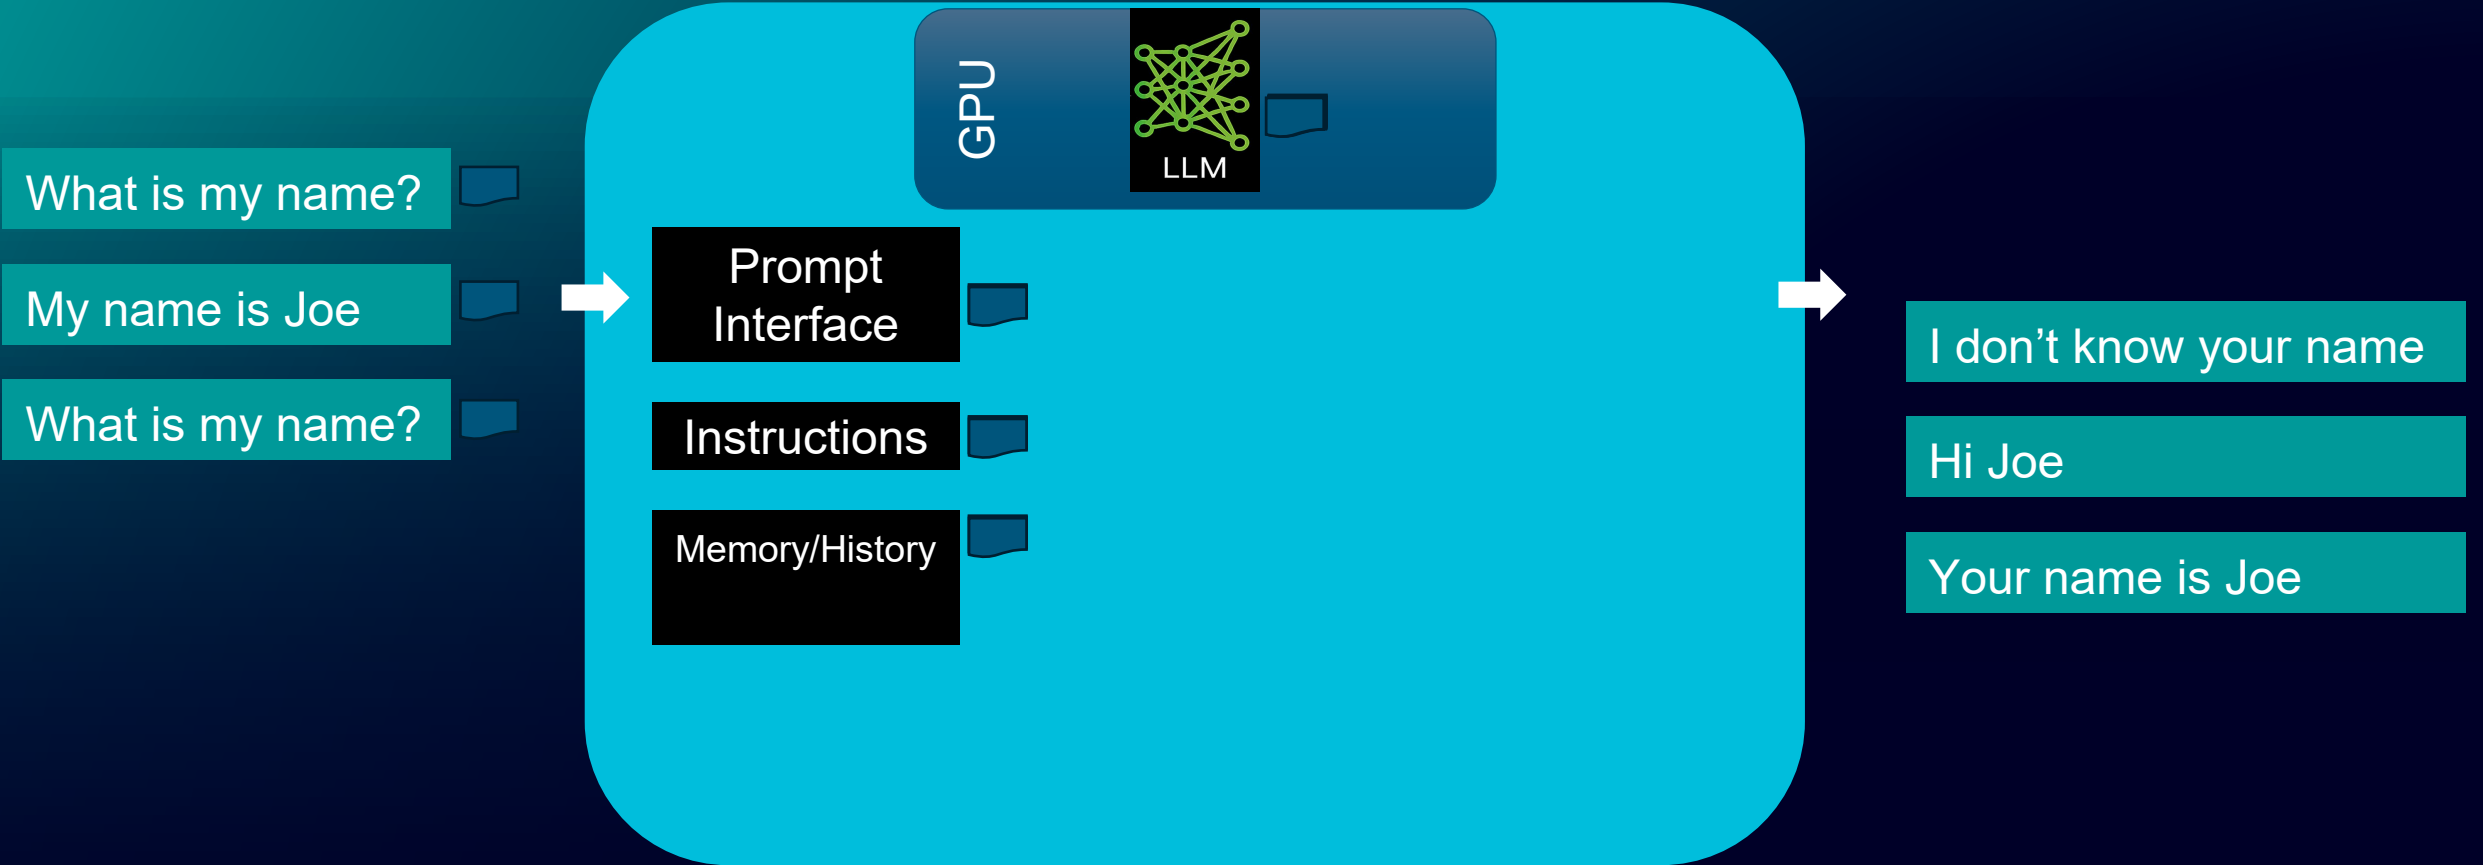 What is my name?
My name is Joe
What is my name?
GPU
LLM
Prompt
Interface
Instructions
Memory/History
I don’t know your name
Hi Joe
Your name is Joe